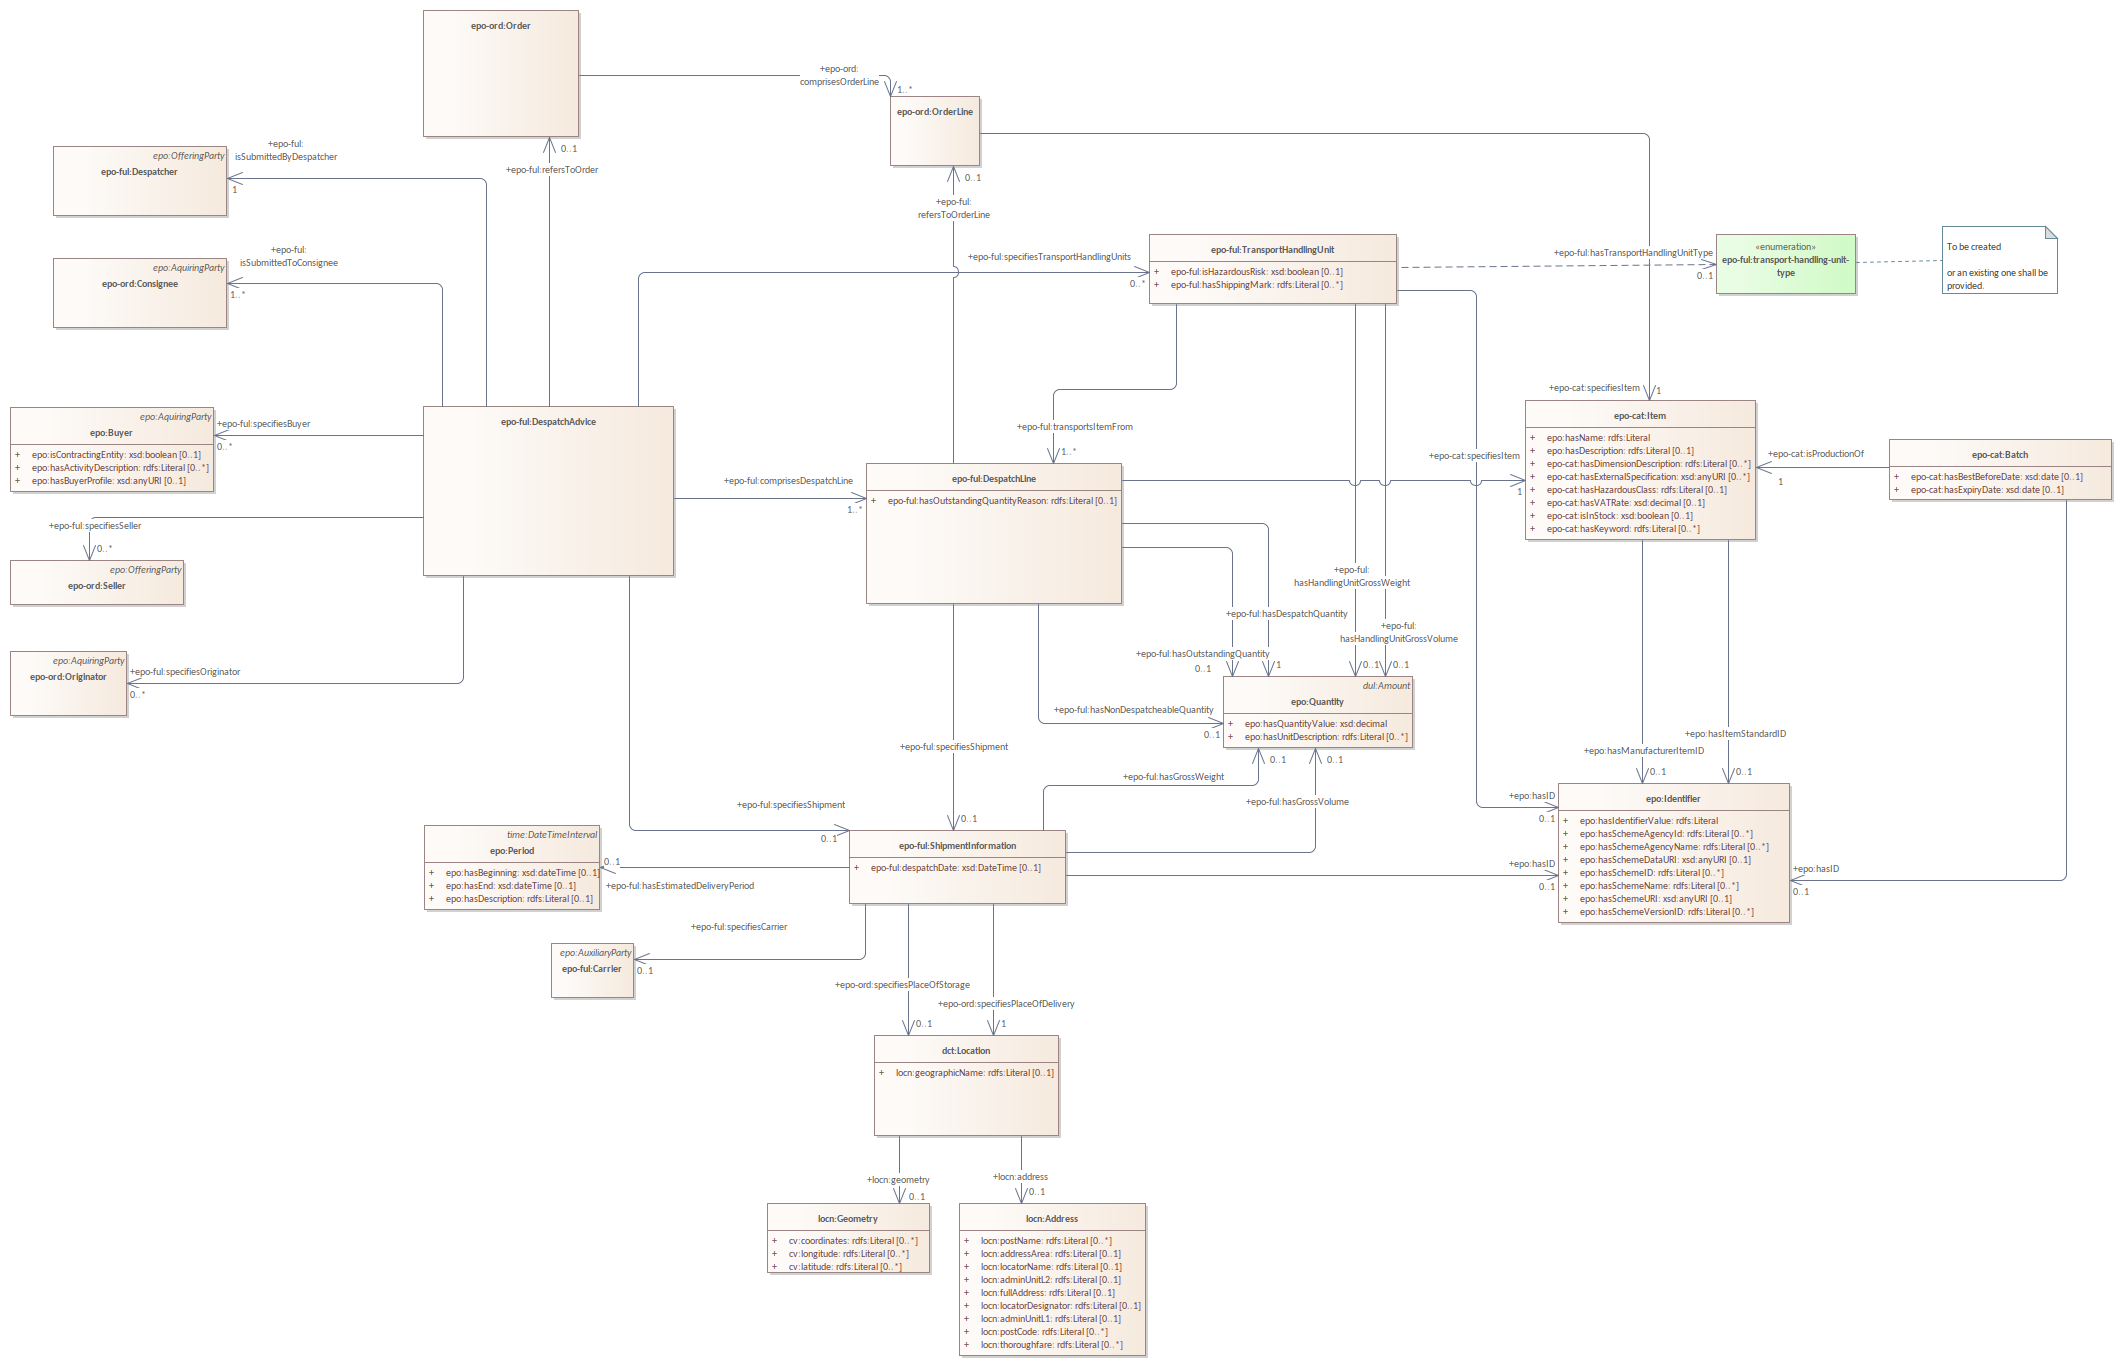 epo-ord:Order
+epo-ord:
comprisesOrderLine
1..*
epo-ord:OrderLine
epo:OfferingParty
epo-ful:Despatcher
+epo-ful:
isSubmittedByDespatcher
1
0..1
+epo-ful:refersToOrder
0..1
+epo-ful:
refersToOrderLine
epo:AquiringParty
epo-ord:Consignee
+epo-ful:
isSubmittedToConsignee
1..*
+epo-ful:specifiesTransportHandlingUnits
0..*
epo-ful:TransportHandlingUnit
+ epo-ful:isHazardousRisk: xsd:boolean [0..1]
+ epo-ful:hasShippingMark: rdfs:Literal [0..*]
+epo-ful:hasTransportHandlingUnitType
0..1
«enumeration»
epo-ful:transport-handling-unit-
type
To be created
or an existing one shall be
provided.
epo:AquiringParty
epo:Buyer
+ epo:isContractingEntity: xsd:boolean [0..1]
+ epo:hasActivityDescription: rdfs:Literal [0..*]
+ epo:hasBuyerProfile: xsd:anyURI [0..1]
+epo-ful:specifiesBuyer
0..*
epo-ful:DespatchAdvice
+epo-ful:transportsItemFrom
1..*
+epo-cat:specifiesItem
1
epo-cat:Item
+ epo:hasName: rdfs:Literal
+ epo:hasDescription: rdfs:Literal [0..1]
+ epo-cat:hasDimensionDescription: rdfs:Literal [0..*]
+ epo-cat:hasExternalSpecification: xsd:anyURI [0..*]
+ epo-cat:hasHazardousClass: rdfs:Literal [0..1]
+ epo-cat:hasVATRate: xsd:decimal [0..1]
+ epo-cat:isInStock: xsd:boolean [0..1]
+ epo-cat:hasKeyword: rdfs:Literal [0..*]
+epo-cat:specifiesItem
1
+epo-cat:isProductionOf
1
epo-cat:Batch
+ epo-cat:hasBestBeforeDate: xsd:date [0..1]
+ epo-cat:hasExpiryDate: xsd:date [0..1]
+epo-ful:comprisesDespatchLine
1..*
epo-ful:DespatchLine
+ epo-ful:hasOutstandingQuantityReason: rdfs:Literal [0..1]
+epo-ful:specifiesSeller
0..*
epo:OfferingParty
epo-ord:Seller
+epo-ful:
hasHandlingUnitGrossWeight
+epo-ful:hasDespatchQuantity
+epo-ful:
hasHandlingUnitGrossVolume
+epo-ful:hasOutstandingQuantity
0..1
1
0..1
0..1
epo:AquiringParty
epo-ord:Originator
+epo-ful:specifiesOriginator
0..*
dul:Amount
epo:Quantity
+ epo:hasQuantityValue: xsd:decimal
+ epo:hasUnitDescription: rdfs:Literal [0..*]
+epo-ful:hasNonDespatcheableQuantity
0..1
+epo-ful:specifiesShipment
0..1
+epo-ful:hasGrossWeight
0..1
+epo-ful:hasGrossVolume
0..1
+epo:hasManufacturerItemID
0..1
+epo:hasItemStandardID
0..1
+epo:hasID
0..1
epo:Identifier
+ epo:hasIdentifierValue: rdfs:Literal
+ epo:hasSchemeAgencyId: rdfs:Literal [0..*]
+ epo:hasSchemeAgencyName: rdfs:Literal [0..*]
+ epo:hasSchemeDataURI: xsd:anyURI [0..1]
+ epo:hasSchemeID: rdfs:Literal [0..*]
+ epo:hasSchemeName: rdfs:Literal [0..*]
+ epo:hasSchemeURI: xsd:anyURI [0..1]
+ epo:hasSchemeVersionID: rdfs:Literal [0..*]
+epo:hasID
0..1
+epo:hasID
0..1
+epo-ful:specifiesShipment
0..1
epo-ful:ShipmentInformation
+ epo-ful:despatchDate: xsd:DateTime [0..1]
time:DateTimeInterval
epo:Period
+ epo:hasBeginning: xsd:dateTime [0..1]
+ epo:hasEnd: xsd:dateTime [0..1]
+ epo:hasDescription: rdfs:Literal [0..1]
0..1
+epo-ful:hasEstimatedDeliveryPeriod
+epo-ful:specifiesCarrier
0..1
epo:AuxiliaryParty
epo-ful:Carrier
+epo-ord:specifiesPlaceOfStorage
0..1
+epo-ord:specifiesPlaceOfDelivery
1
dct:Location
+ locn:geographicName: rdfs:Literal [0..1]
+locn:geometry
0..1
+locn:address
0..1
locn:Geometry
+ cv:coordinates: rdfs:Literal [0..*]
+ cv:longitude: rdfs:Literal [0..*]
+ cv:latitude: rdfs:Literal [0..*]
locn:Address
+ locn:postName: rdfs:Literal [0..*]
+ locn:addressArea: rdfs:Literal [0..1]
+ locn:locatorName: rdfs:Literal [0..1]
+ locn:adminUnitL2: rdfs:Literal [0..1]
+ locn:fullAddress: rdfs:Literal [0..1]
+ locn:locatorDesignator: rdfs:Literal [0..1]
+ locn:adminUnitL1: rdfs:Literal [0..1]
+ locn:postCode: rdfs:Literal [0..*]
+ locn:thoroughfare: rdfs:Literal [0..*]